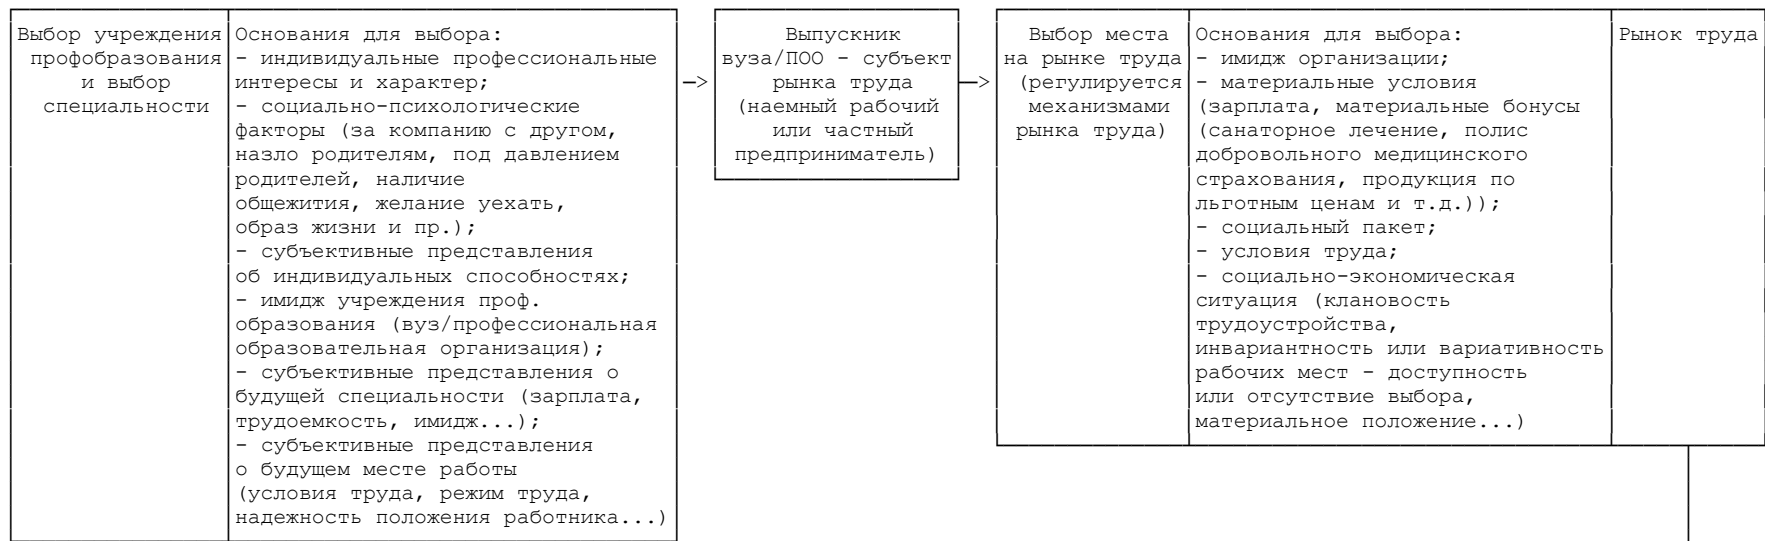 Выбор учреждения
профобразования
и выбор
специальности
Основания для выбора:
- индивидуальные профессиональные
интересы и характер;
- социально-психологические
факторы (за компанию с другом,
назло родителям, под давлением
родителей, наличие
общежития, желание уехать,
образ жизни и пр.);
- субъективные представления
об индивидуальных способностях;
- имидж учреждения проф.
образования (вуз/профессиональная
образовательная организация);
- субъективные представления о
будущей специальности (зарплата,
трудоемкость, имидж...);
- субъективные представления
о будущем месте работы
(условия труда, режим труда,
надежность положения работника...)
Выпускник
вуза/ПОО - субъект
рынка труда
(наемный рабочий
или частный
предприниматель)
Выбор места
на рынке труда
(регулируется
механизмами
рынка труда)
Основания для выбора:
- имидж организации;
- материальные условия
(зарплата, материальные бонусы
(санаторное лечение, полис
добровольного медицинского
страхования, продукция по
льготным ценам и т.д.));
- социальный пакет;
- условия труда;
- социально-экономическая
ситуация (клановость
трудоустройства,
инвариантность или вариативность
рабочих мест - доступность
или отсутствие выбора,
материальное положение...)
Рынок труда